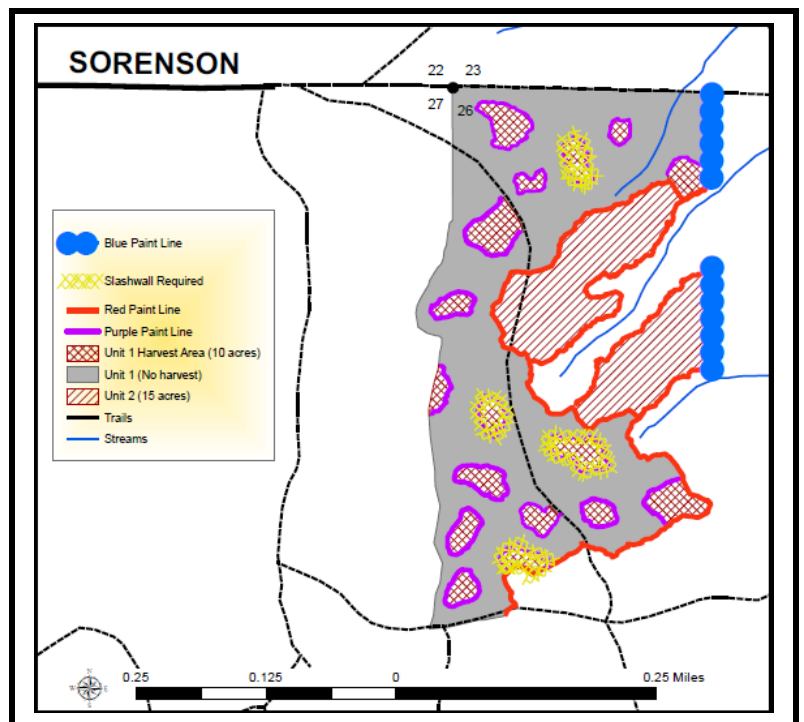 SORENSON
22 23
27 26
Blue Paint Line
Slashwall Required
Red Paint Line
Purple Paint Line
Unit 1 Harvest Area (10 acres)
Unit 1 (No harvest)
Unit 2 (15 acres)
Trails
Streams
N
W E
S
0.25 0.125 0 0.25 Miles